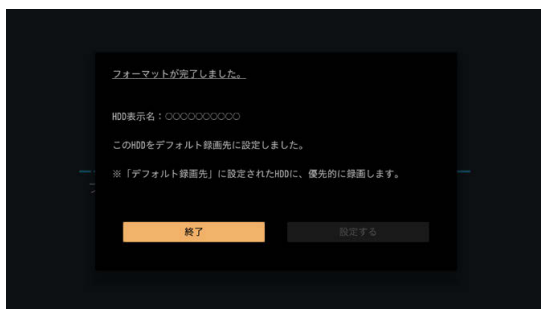 フォーマットが完了しました。
HDD表示名：○○○○○○○○○○
このHDDをデフォルト録画先に設定しました。
※「デフォルト録画先」に設定されたHDDに、優先的に録画します。
終了
設定する